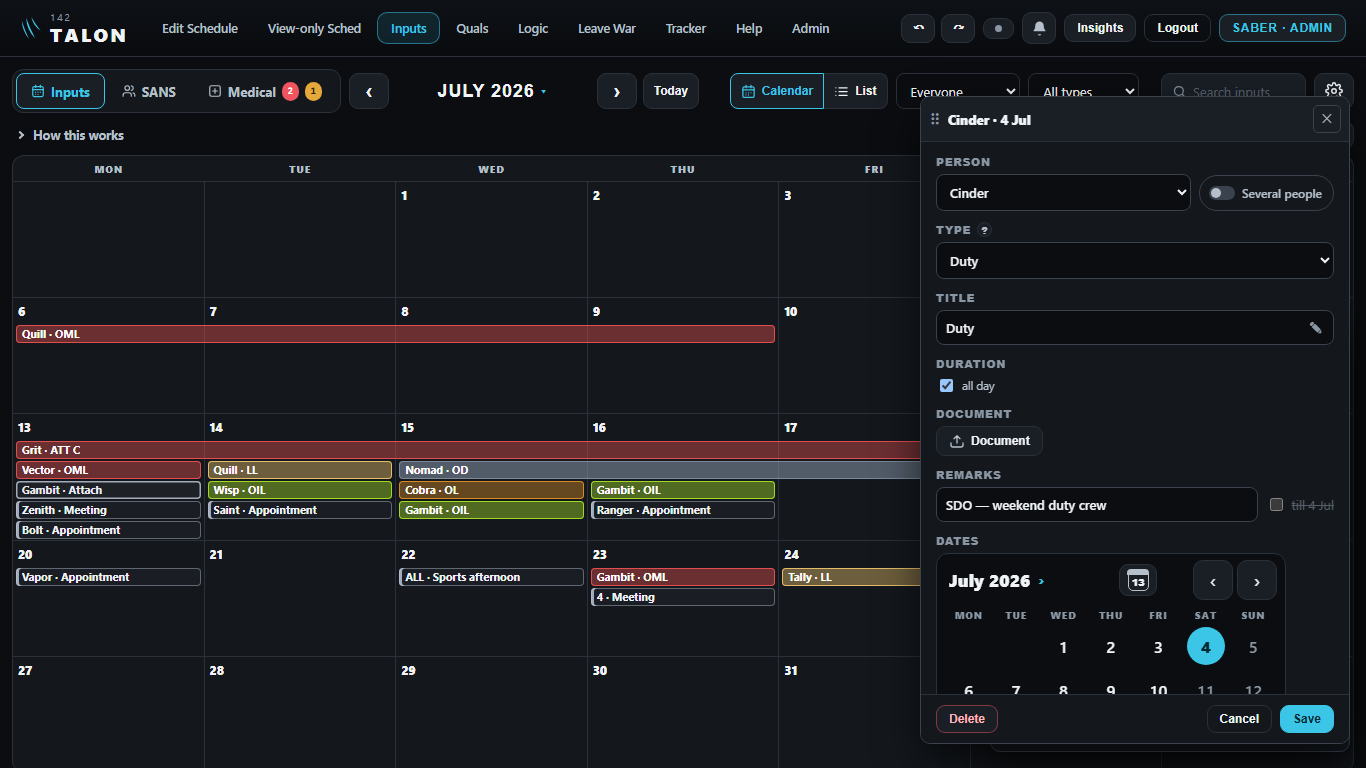 142
TALON
Edit Schedule
View-only Sched
Inputs
Quals
Logic
Leave War
Tracker
Help
Admin
Insights
Logout
SABER · ADMIN
Inputs
SANS
Medical 2 1
JULY 2026
Today
Calendar
List
Everyone
All types
Search inputs
How this works
MON TUE WED THU FRI
1 2 3
6 7 8 9 10
Quill · OML
13 14 15 16 17
Grit · ATT C
Vector · OML
Quill · LL
Nomad · OD
Gambit · Attach
Wisp · OIL
Cobra · OL
Gambit · OIL
Zenith · Meeting
Saint · Appointment
Gambit · OIL
Ranger · Appointment
Bolt · Appointment
20 21 22 23 24
Vapor · Appointment
ALL · Sports afternoon
Gambit · OML
Tally · LL
4 · Meeting
27 28 29 30 31
Cinder · 4 Jul
PERSON
Cinder
Several people
TYPE ?
Duty
TITLE
Duty
DURATION
all day
DOCUMENT
Document
REMARKS
SDO — weekend duty crew
till 4 Jul
DATES
July 2026
13
MON TUE WED THU FRI SAT SUN
1 2 3 4 5
6 7 8 9 10 11 12
Delete
Cancel
Save